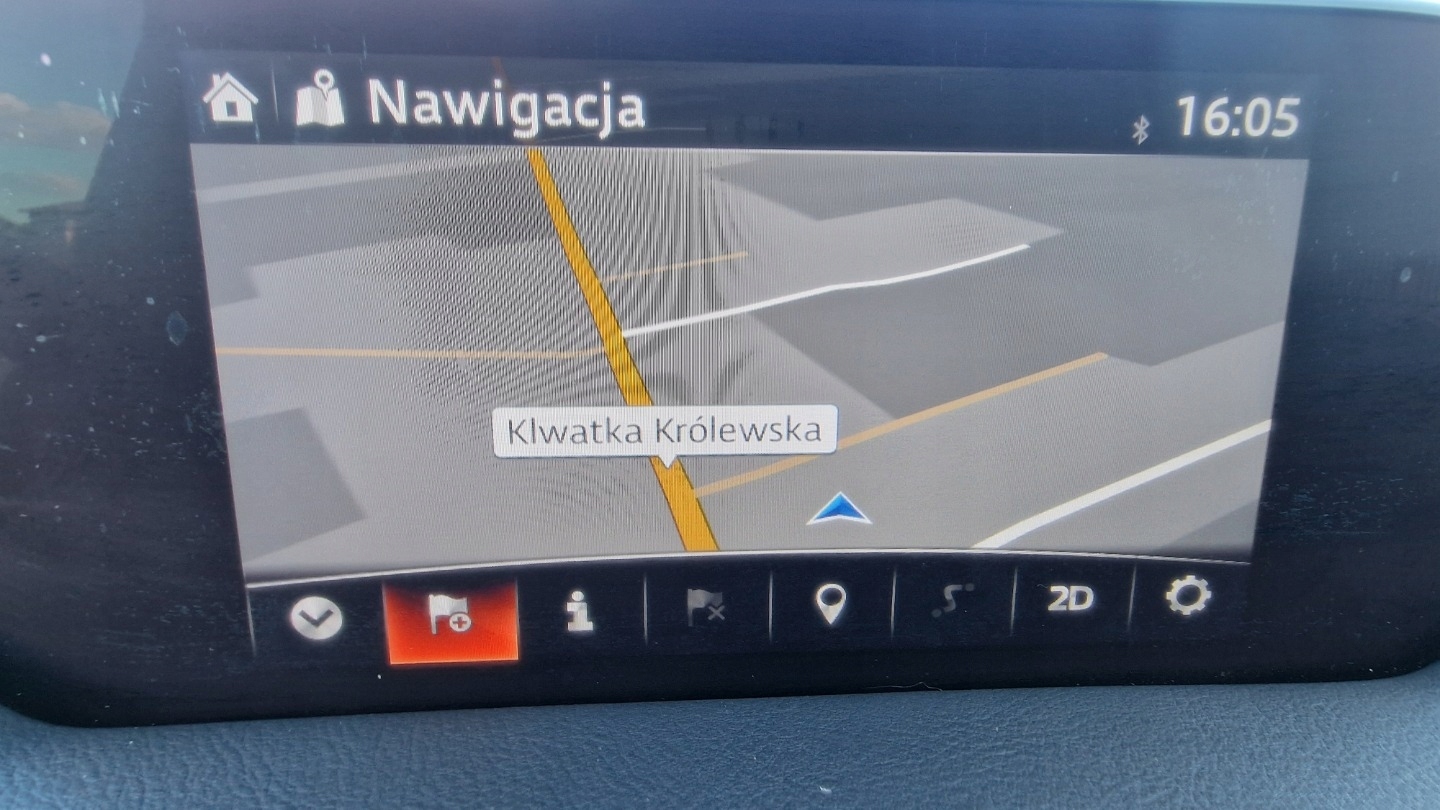 Nawigacja
16:05
Klwatka Królewska
2D